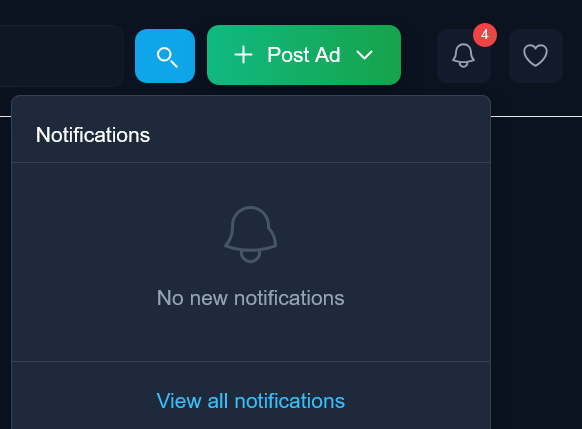 + Post Ad
4
Notifications
No new notifications
View all notifications